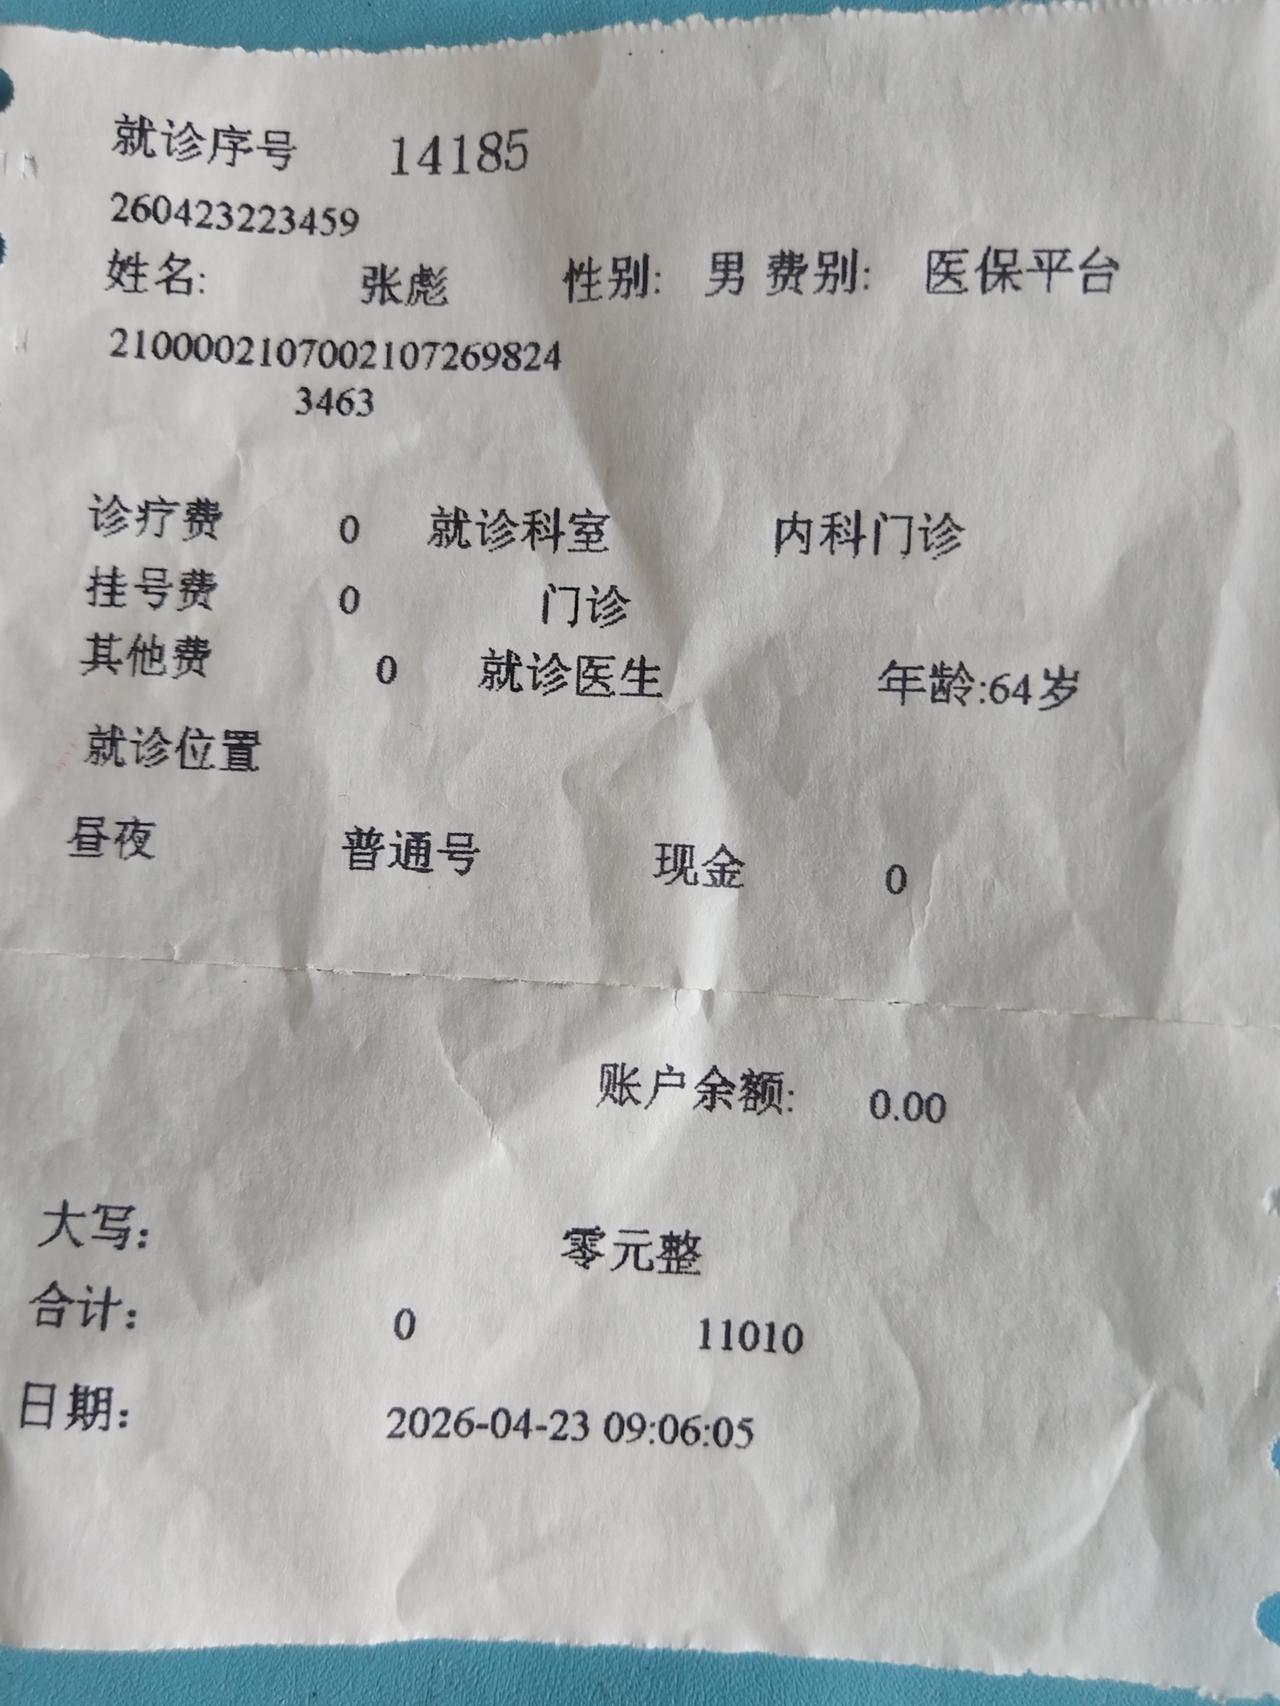 就诊序号 14185
260423223459
姓名: 张彪 性别: 男 费别: 医保平台
2100002107002107269824
3463
诊疗费 0 就诊科室 内科门诊
挂号费 0 门诊
其他费 0 就诊医生 年龄:64岁
就诊位置
昼夜 普通号 现金 0
账户余额: 0.00
大写: 零元整
合计: 0 11010
日期: 2026-04-23 09:06:05